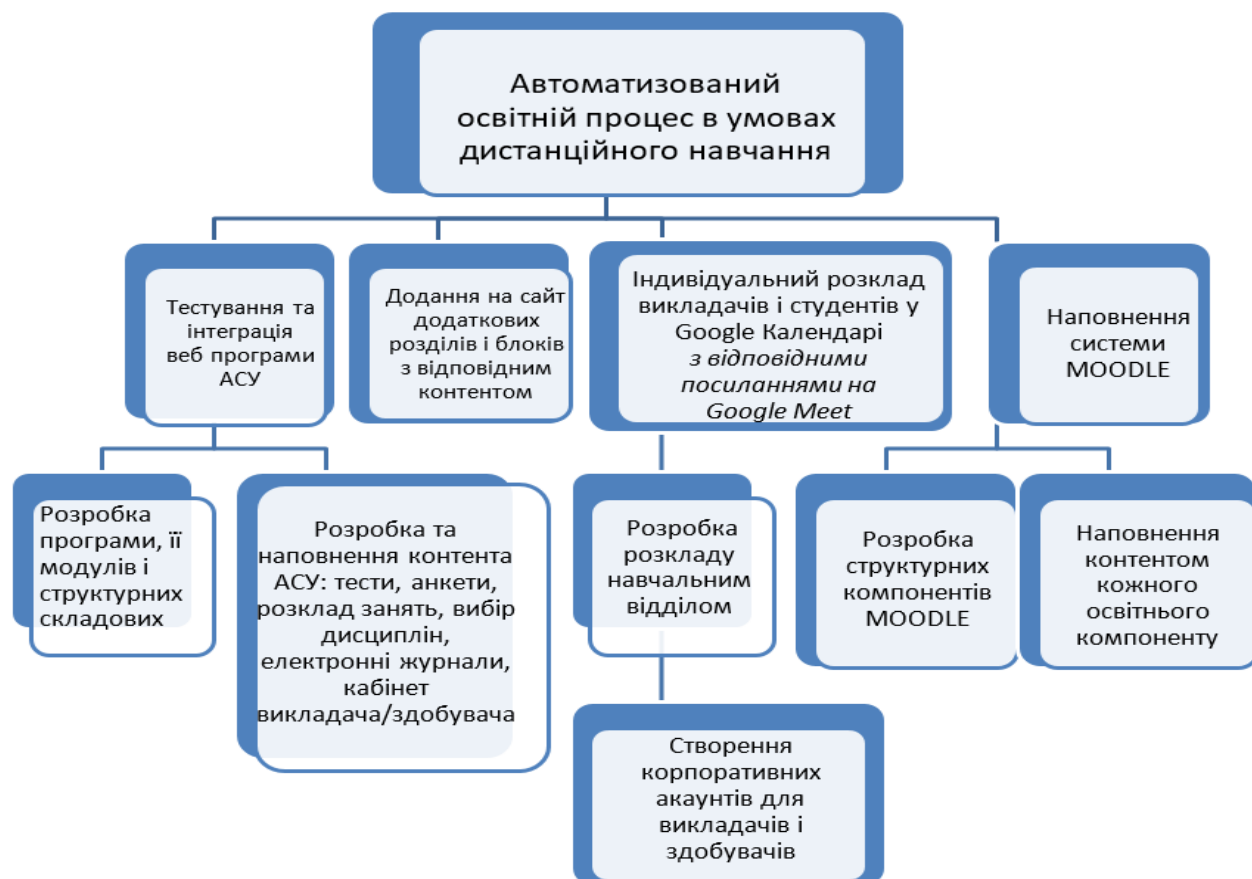 Автоматизований
освітній процес в умовах
дистанційного навчання
Тестування та
інтеграція
веб програми
АСУ
Додання на сайт
додаткових
розділів і блоків
з відповідним
контентом
Індивідуальний розклад
викладачів і студентів у
Google Календарі
з відповідними
посиланнями на
Google Meet
Наповнення
системи
MOODLE
Розробка
програми, її
модулів і
структурних
складових
Розробка та
наповнення контента
АСУ: тести, анкети,
розклад занять, вибір
дисциплін,
електронні журнали,
кабінет
викладача/здобувача
Розробка
розкладу
навчальним
відділом
Розробка
структурних
компонентів
MOODLE
Наповнення
контентом
кожного
освітнього
компоненту
Створення
корпоративних
акаунтів для
викладачів і
здобувачів